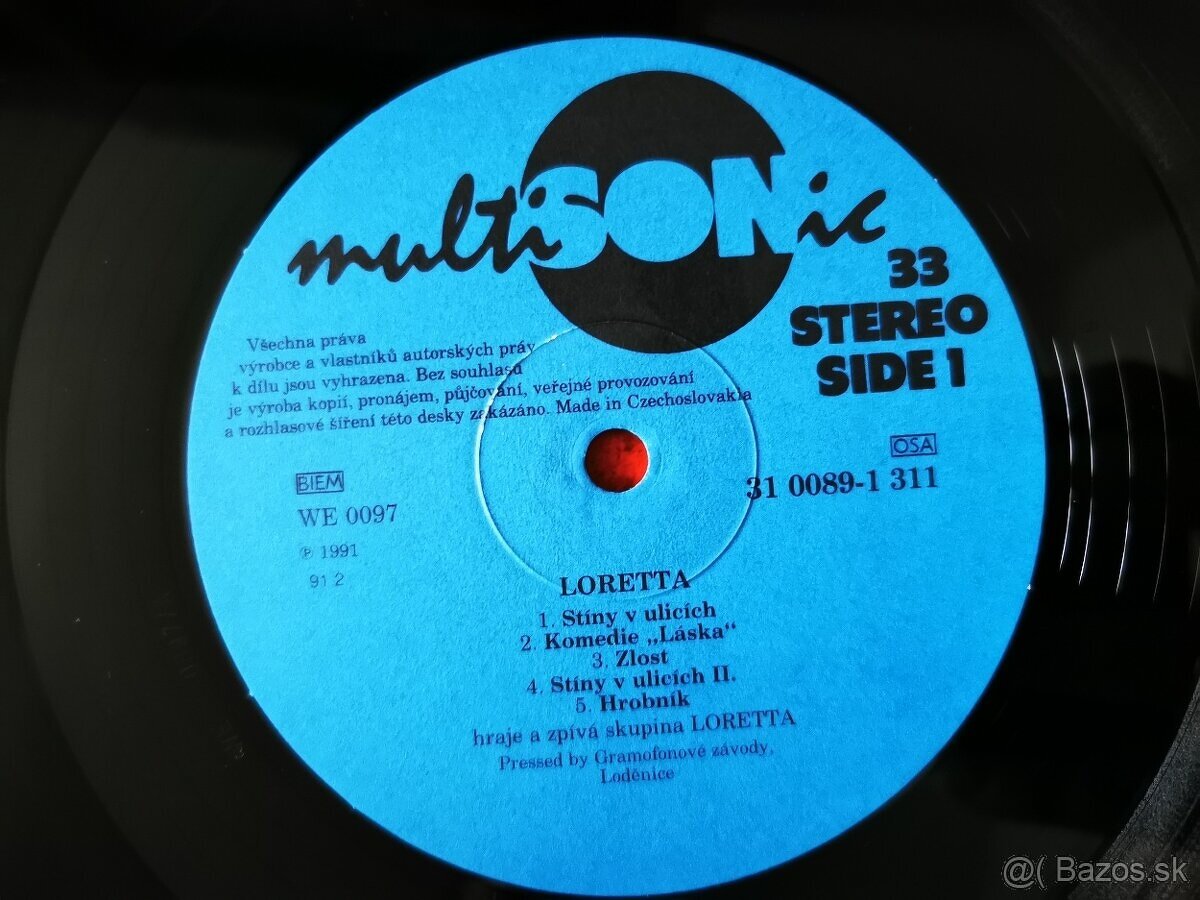 multiSONic
33
STEREO
SIDE 1
Všechna práva
výrobce a vlastníků autorských práv
k dílu jsou vyhrazena. Bez souhlasu
je výroba kopií, pronájem, půjčování, veřejné provozování
a rozhlasové šíření této desky zakázáno. Made in Czechoslovakia
BIEM
WE 0097
℗ 1991
91 2
OSA
31 0089-1 311
LORETTA
1. Stíny v ulicích
2. Komedie „Láska“
3. Zlost
4. Stíny v ulicích II.
5. Hrobník
hraje a zpívá skupina LORETTA
Pressed by Gramofonové závody,
Loděnice
@( Bazos.sk